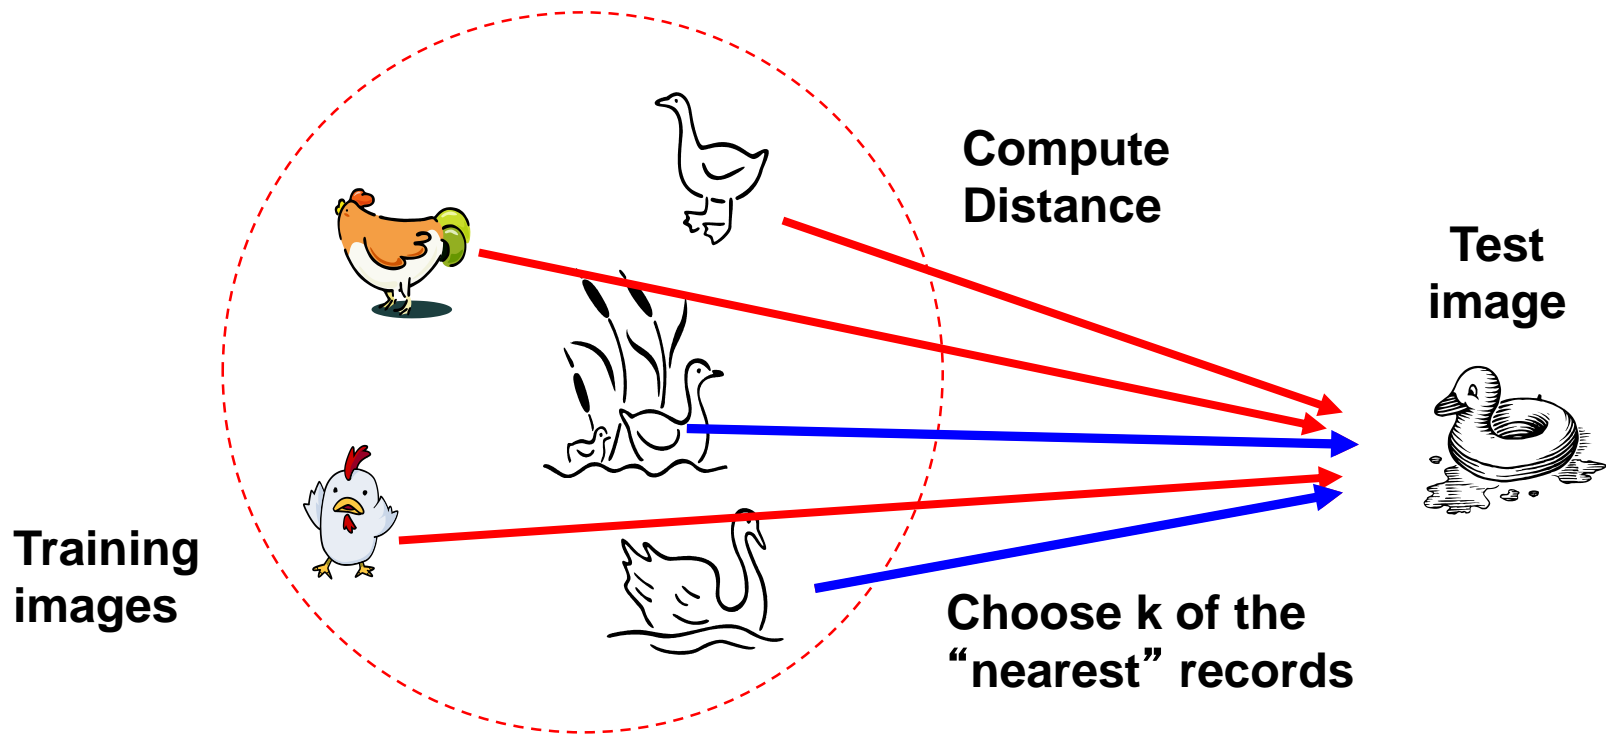 Compute
Distance
Test
image
Training
images
Choose k of the
“nearest” records